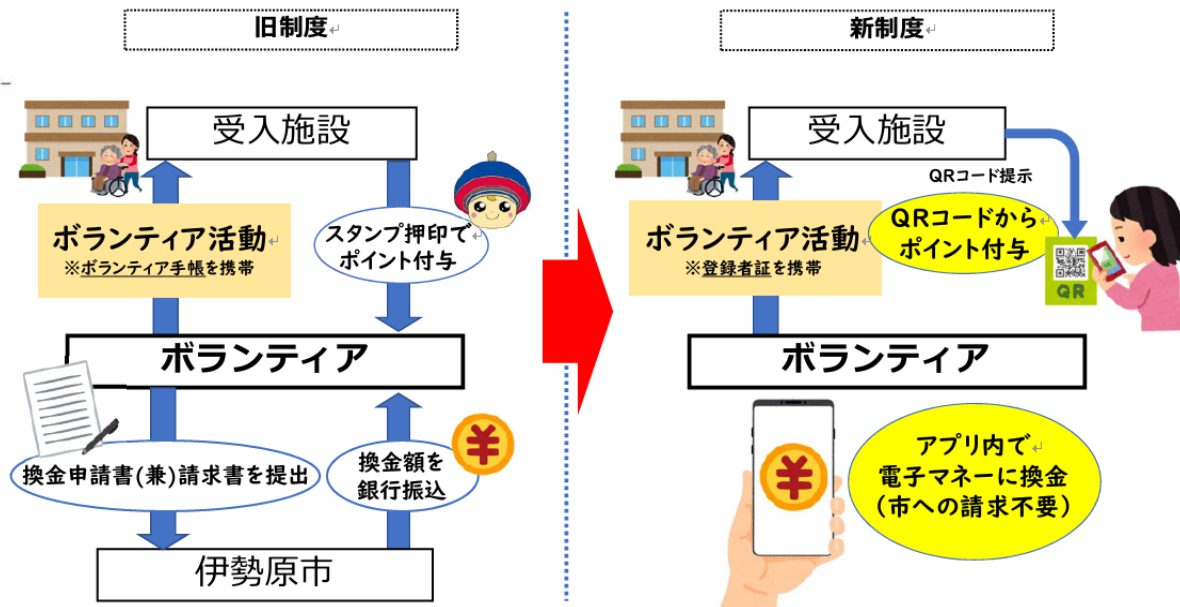 旧制度
受入施設
ボランティア活動
※ボランティア手帳を携帯
スタンプ押印で
ポイント付与
ボランティア
換金申請書(兼)請求書を提出
換金額を
銀行振込
伊勢原市
新制度
受入施設
QRコード提示
ボランティア活動
※登録者証を携帯
QRコードから
ポイント付与
QR
ボランティア
アプリ内で
電子マネーに換金
（市への請求不要）